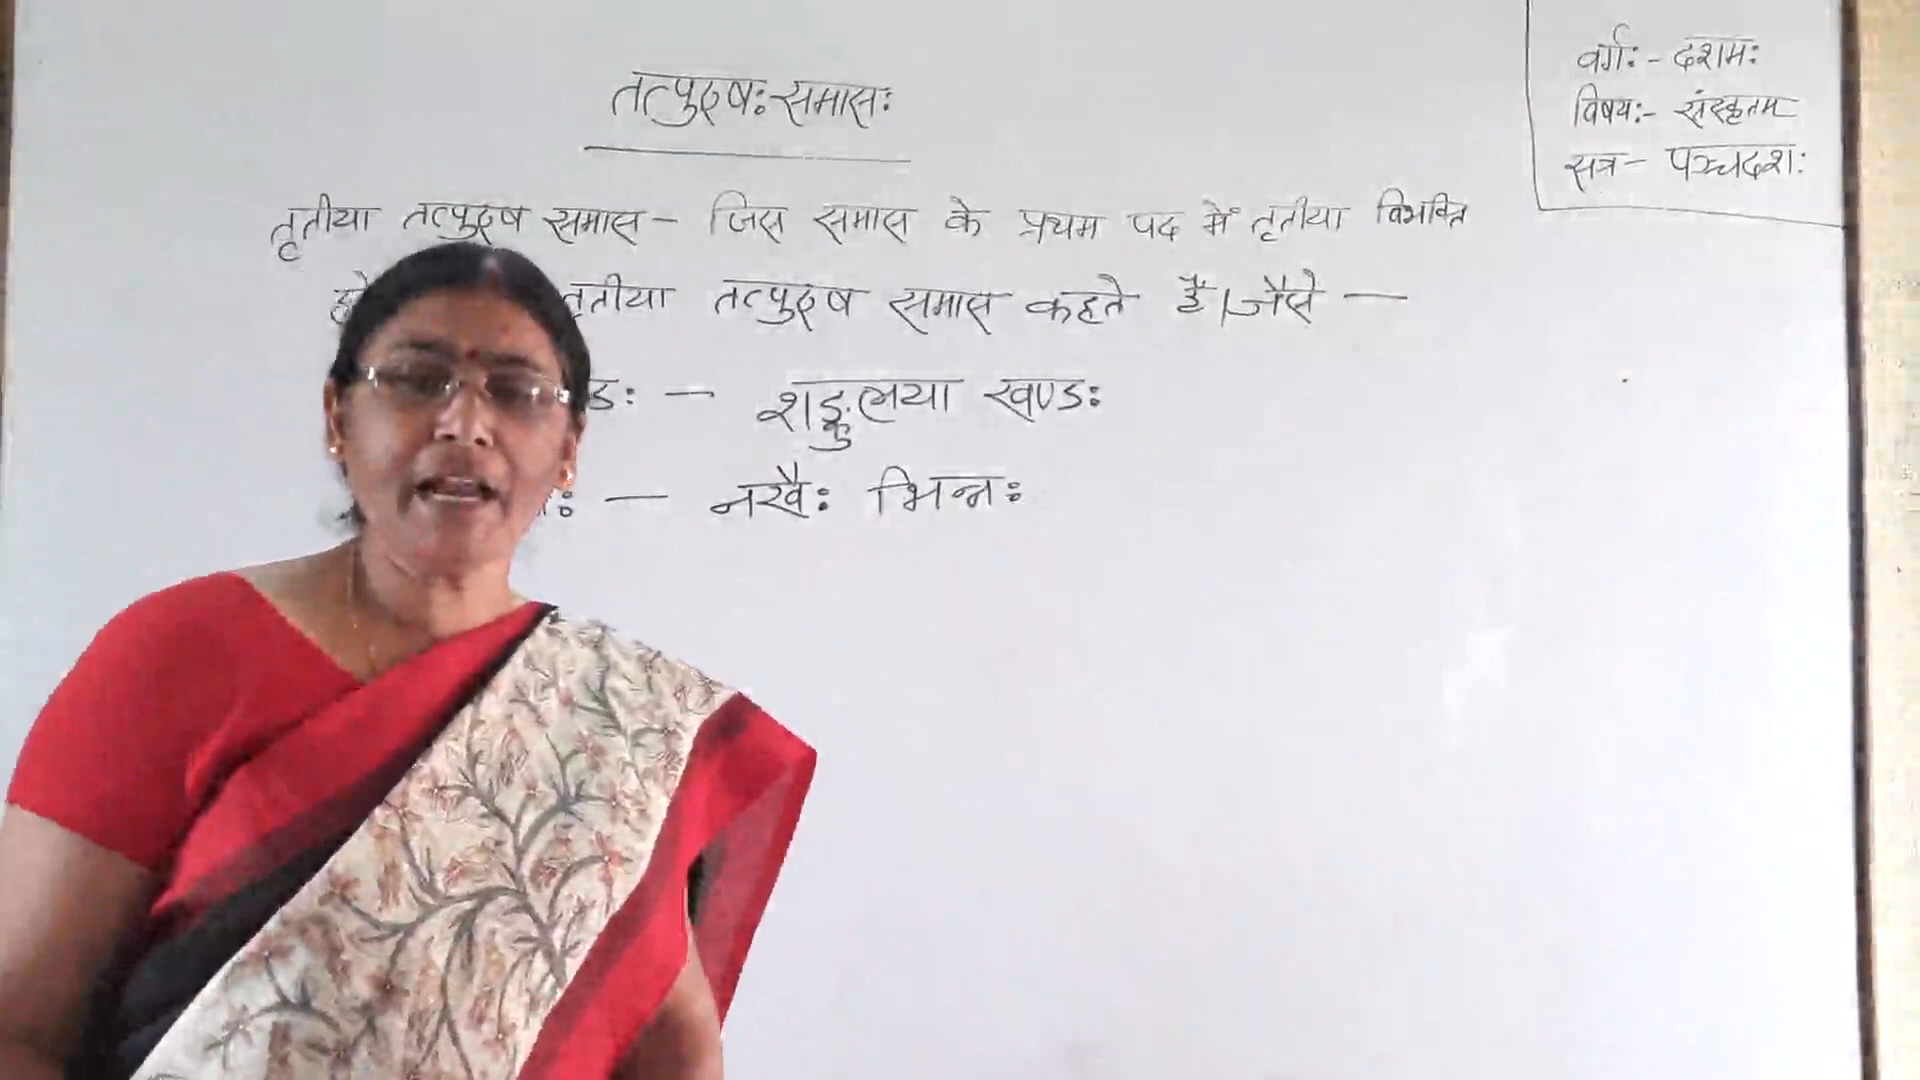 वर्गः - दशमः
विषयः- संस्कृतम
सत्र- पञ्चदशः
तत्पुरुषः समासः
तृतीया तत्पुरुष समास - जिस समास के प्रथम पद में तृतीया विभक्ति
तृतीया तत्पुरुष समास कहते हैं। जैसे -
डः - शङ्कुलया खण्डः
- नखैः भिन्नः